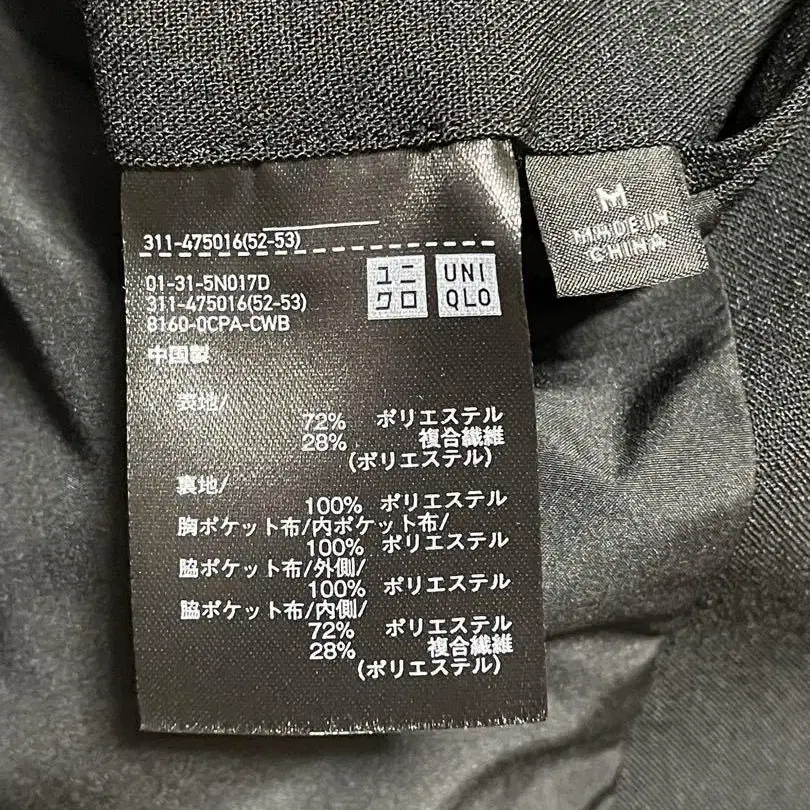 311-475016(52-53)
01-31-5N017D
311-475016(52-53)
8160-0CPA-CWB
中国製
ユニクロ
UNIQLO
表地/
72% ポリエステル
28% 複合繊維
(ポリエステル)
裏地/
100% ポリエステル
胸ポケット布/内ポケット布/
100% ポリエステル
脇ポケット布/外側/
100% ポリエステル
脇ポケット布/内側/
72% ポリエステル
28% 複合繊維
(ポリエステル)
M
MADE IN
CHINA